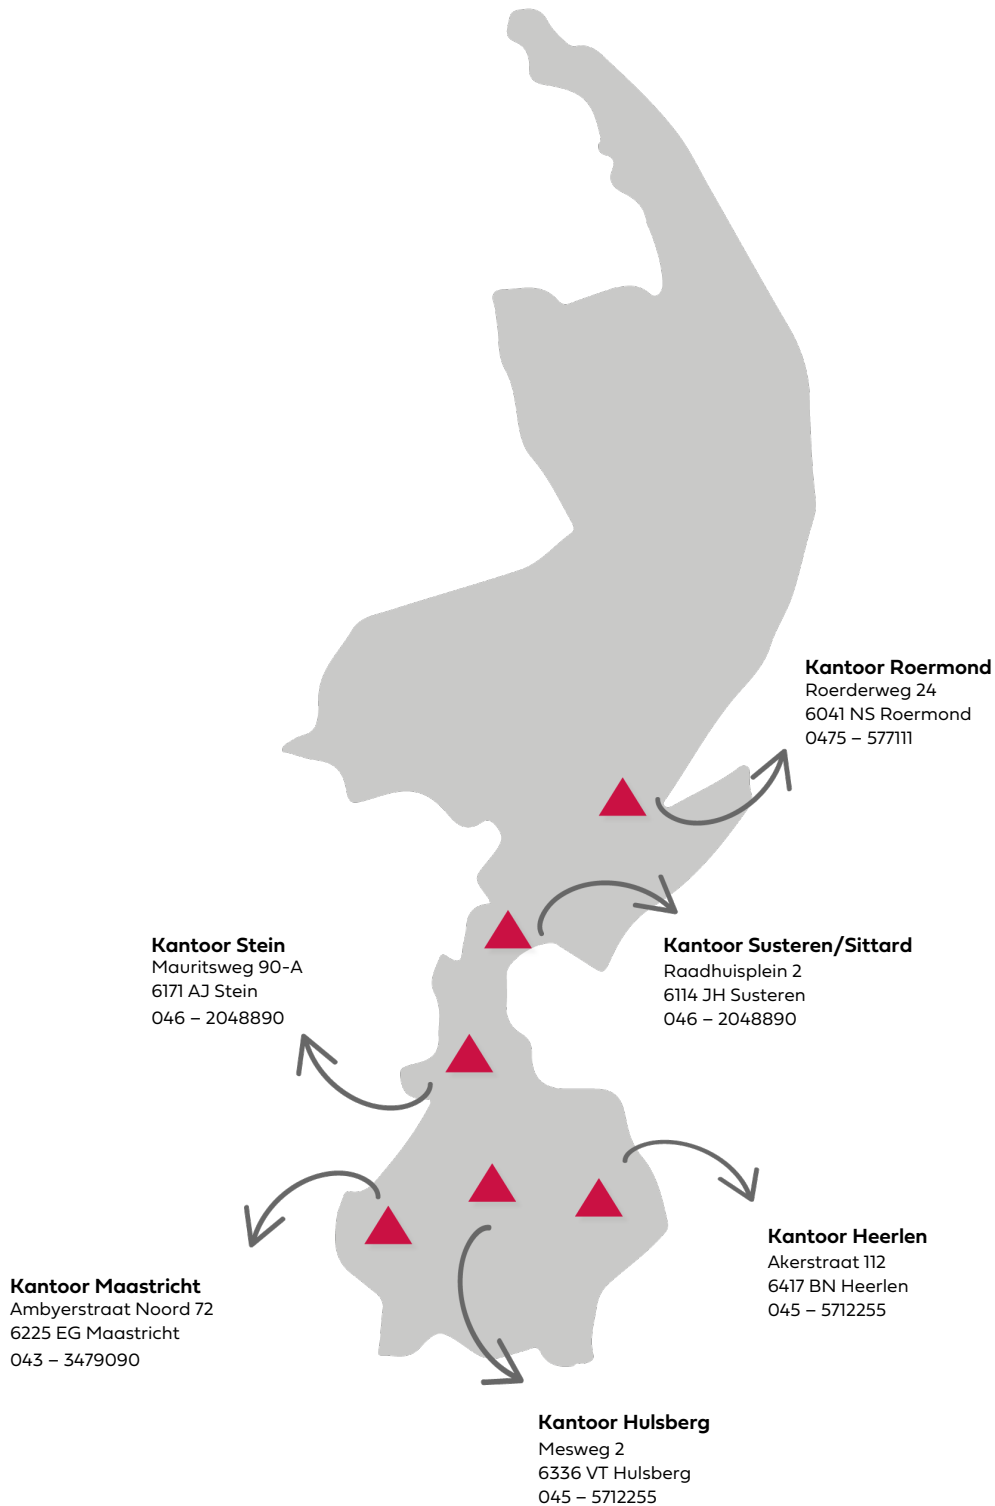 Kantoor Roermond
Roerderweg 24
6041 NS Roermond
0475 – 577111
Kantoor Stein
Mauritsweg 90-A
6171 AJ Stein
046 – 2048890
Kantoor Susteren/Sittard
Raadhuisplein 2
6114 JH Susteren
046 – 2048890
Kantoor Heerlen
Akerstraat 112
6417 BN Heerlen
045 – 5712255
Kantoor Maastricht
Ambyerstraat Noord 72
6225 EG Maastricht
043 – 3479090
Kantoor Hulsberg
Mesweg 2
6336 VT Hulsberg
045 – 5712255